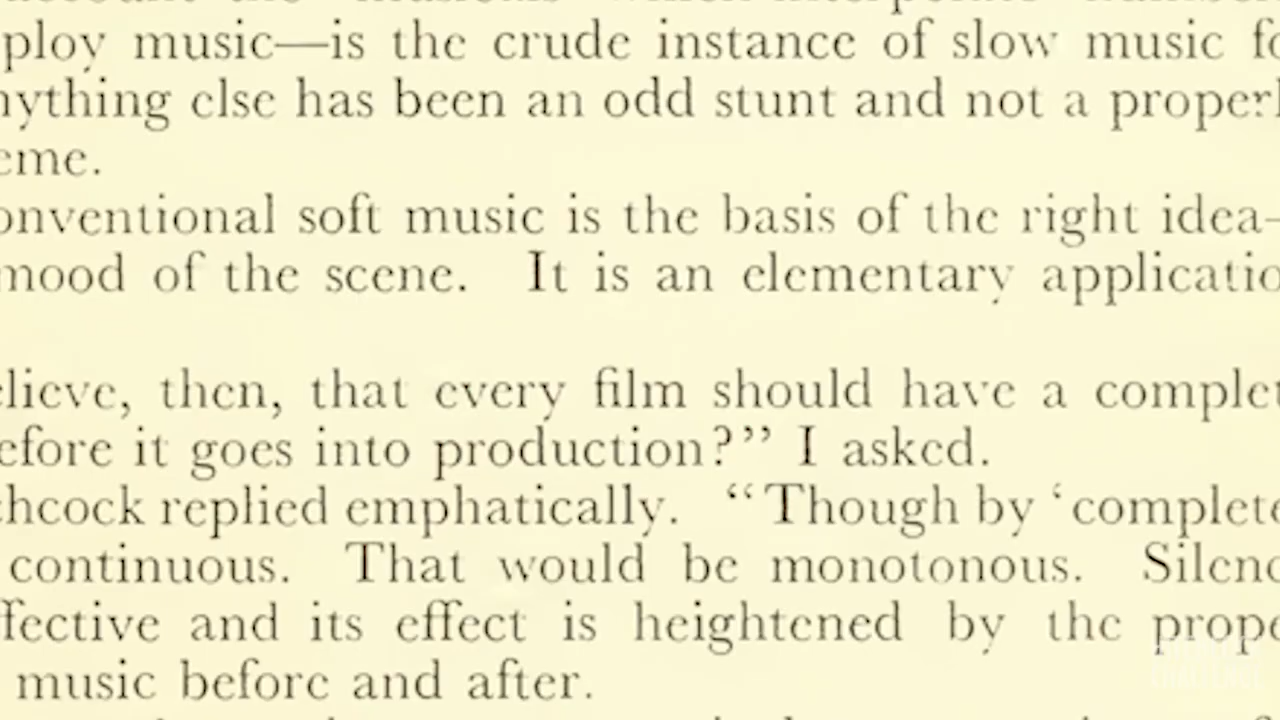 ploy music—is the crude instance of slow music fo
nything else has been an odd stunt and not a properl
eme.
onventional soft music is the basis of the right idea-
mood of the scene. It is an elementary applicatio
elieve, then, that every film should have a complet
efore it goes into production?” I asked.
chcock replied emphatically. “Though by ‘complete
continuous. That would be monotonous. Silenc
ffective and its effect is heightened by the prope
music before and after.